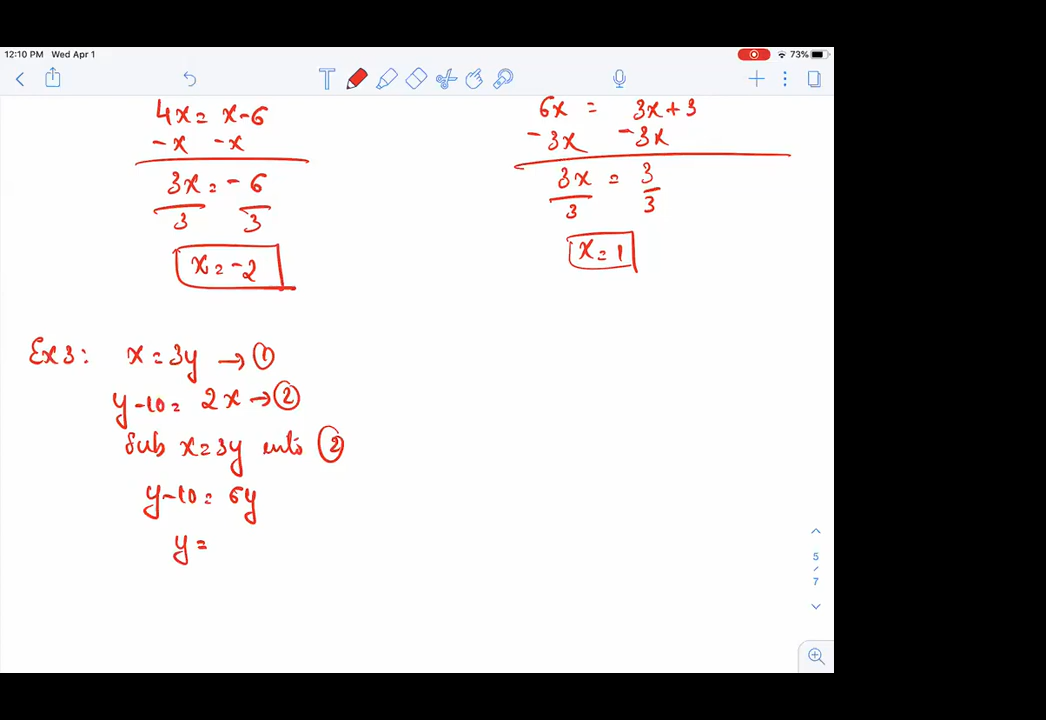 12:10 PM Wed Apr 1
73%
T
4x = x-6
-x -x
3x = -6
3 3
x = -2
6x = 3x + 3
-3x -3x
3x = 3
3 3
x = 1
Ex 3: x = 3y → ①
y-10 = 2x → ②
Sub x = 3y into ②
y-10 = 6y
y =
5
/
7